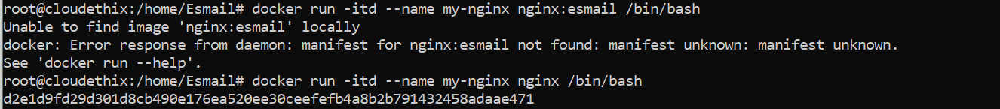 root@cloudethix:/home/Esmail# docker run -itd --name my-nginx nginx:esmail /bin/bash
Unable to find image 'nginx:esmail' locally
docker: Error response from daemon: manifest for nginx:esmail not found: manifest unknown: manifest unknown.
See 'docker run --help'.
root@cloudethix:/home/Esmail# docker run -itd --name my-nginx nginx /bin/bash
d2e1d9fd29d301d8cb490e176ea520ee30ceefefb4a8b2b791432458adaae471